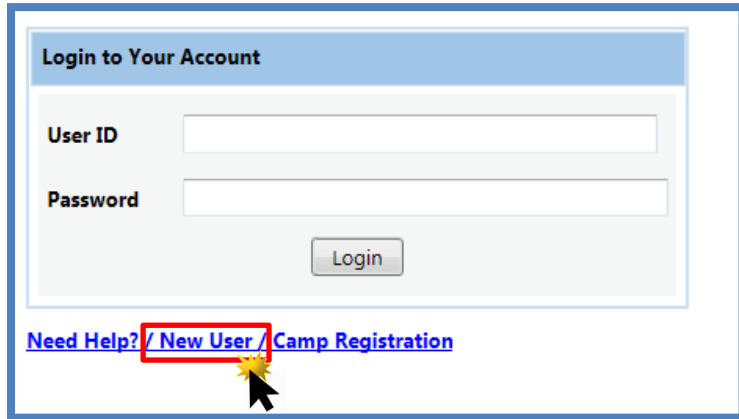 Login to Your Account
User ID
Password
Login
Need Help? / New User / Camp Registration